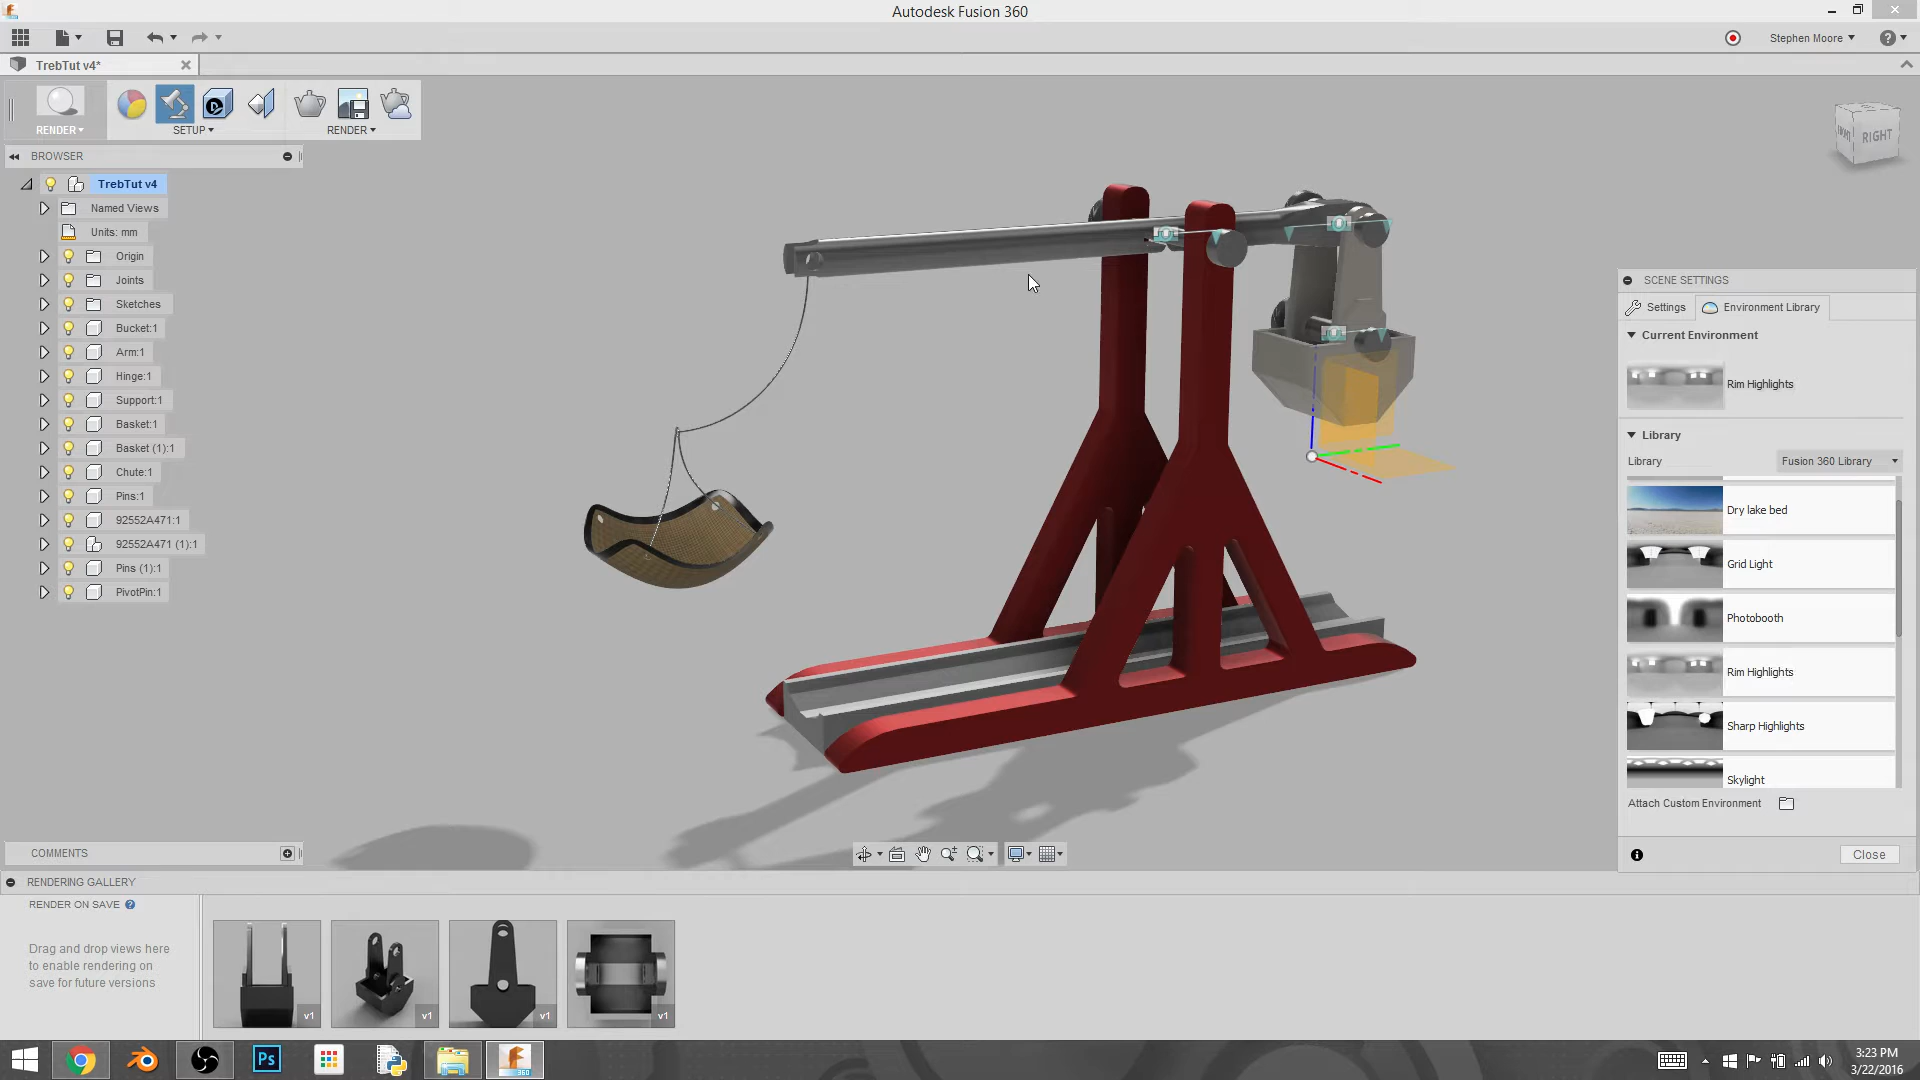 Autodesk Fusion 360
Stephen Moore
TrebTut v4*
RENDER
SETUP
RENDER
BROWSER
TrebTut v4
Named Views
Units: mm
Origin
Joints
Sketches
Bucket:1
Arm:1
Hinge:1
Support:1
Basket:1
Basket (1):1
Chute:1
Pins:1
92552A471:1
92552A471 (1):1
Pins (1):1
PivotPin:1
RIGHT
SCENE SETTINGS
Settings
Environment Library
Current Environment
Rim Highlights
Library
Library
Fusion 360 Library
Dry lake bed
Grid Light
Photobooth
Rim Highlights
Sharp Highlights
Skylight
Attach Custom Environment
Close
COMMENTS
RENDERING GALLERY
RENDER ON SAVE
Drag and drop views here
to enable rendering on
save for future versions
v1
v1
v1
v1
Ps
360
3:23 PM
3/22/2016